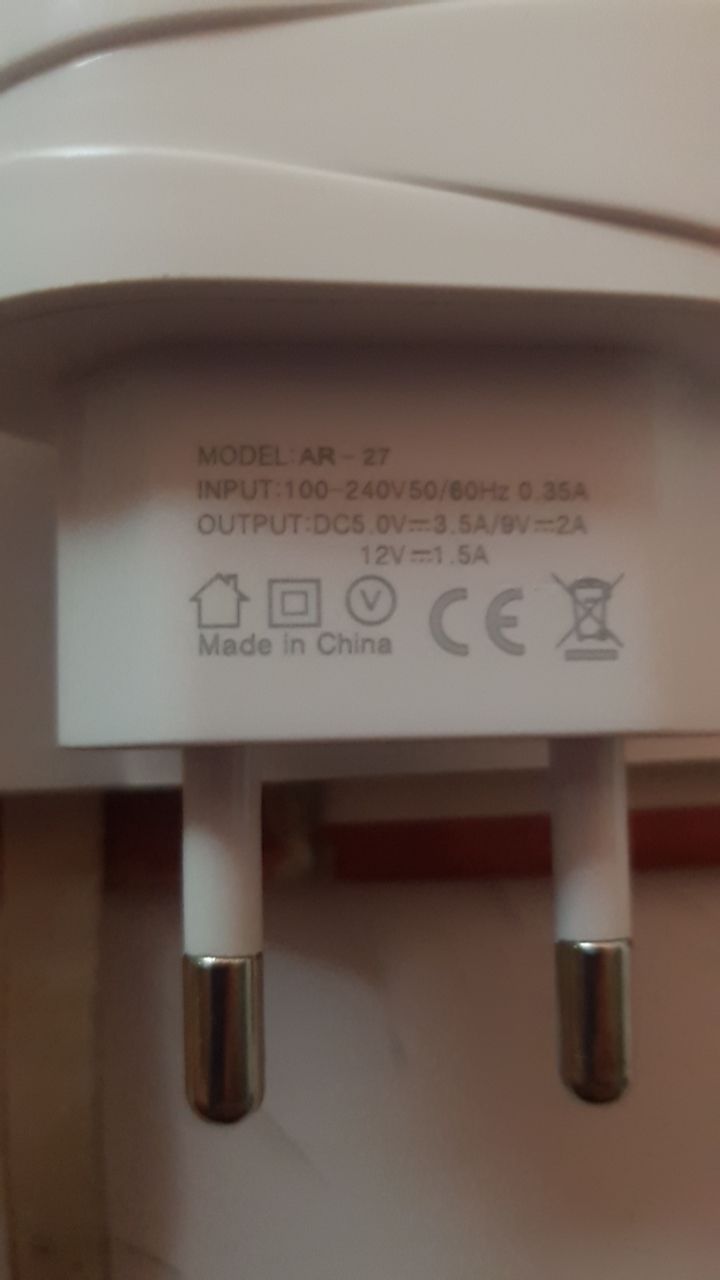 MODEL:AR-27
INPUT:100-240V50/60Hz 0.35A
OUTPUT:DC5.0V⎓3.5A/9V⎓2A
12V⎓1.5A
V CE
Made in China